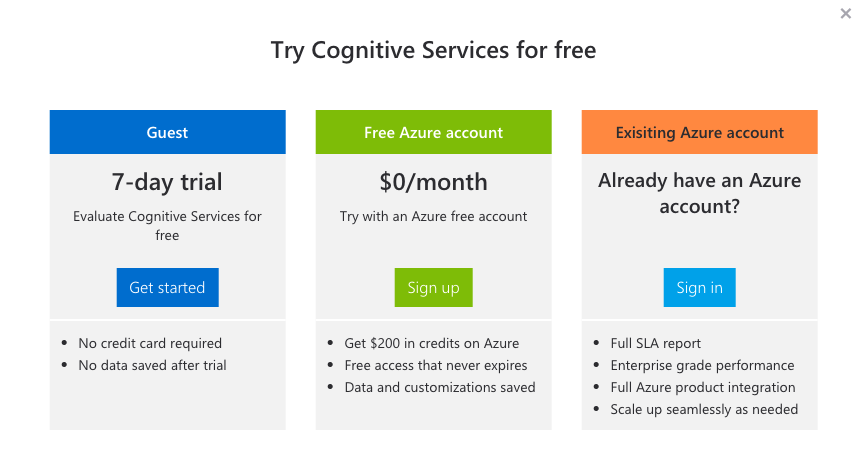 Try Cognitive Services for free
Guest
7-day trial
Evaluate Cognitive Services for
free
Get started
• No credit card required
• No data saved after trial
Free Azure account
$0/month
Try with an Azure free account
Sign up
• Get $200 in credits on Azure
• Free access that never expires
• Data and customizations saved
Exisiting Azure account
Already have an Azure
account?
Sign in
• Full SLA report
• Enterprise grade performance
• Full Azure product integration
• Scale up seamlessly as needed